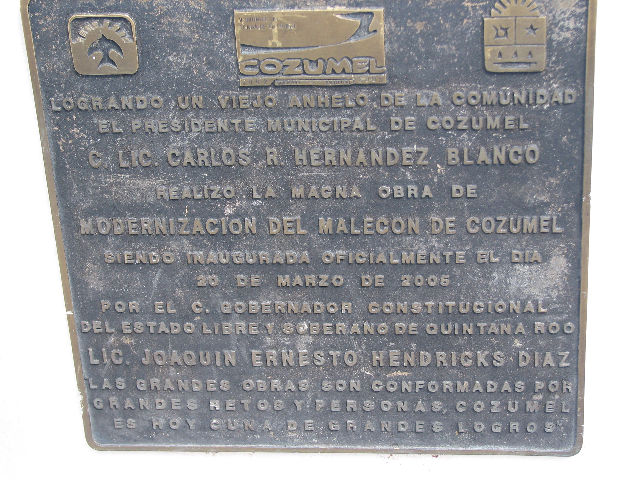 COZUMEL
LOGRANDO UN VIEJO ANHELO DE LA COMUNIDAD
EL PRESIDENTE MUNICIPAL DE COZUMEL
C. LIC. CARLOS R. HERNANDEZ BLANCO
REALIZO LA MAGNA OBRA DE
MODERNIZACION DEL MALECON DE COZUMEL
SIENDO INAUGURADA OFICIALMENTE EL DIA
20 DE MARZO DE 2005
POR EL C. GOBERNADOR CONSTITUCIONAL
DEL ESTADO LIBRE Y SOBERANO DE QUINTANA ROO
LIC. JOAQUIN ERNESTO HENDRICKS DIAZ
LAS GRANDES OBRAS SON CONFORMADAS POR
GRANDES RETOS Y PERSONAS, COZUMEL
ES HOY CUNA DE GRANDES LOGROS